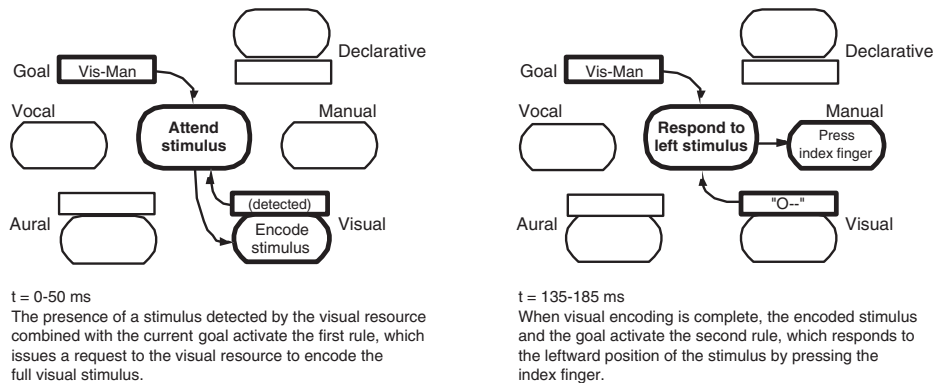 Declarative
Goal
Vis-Man
Vocal
Attend
stimulus
Manual
(detected)
Aural
Encode
stimulus
Visual
t = 0-50 ms
The presence of a stimulus detected by the visual resource
combined with the current goal activate the first rule, which
issues a request to the visual resource to encode the
full visual stimulus.
Declarative
Goal
Vis-Man
Vocal
Respond to
left stimulus
Manual
Press
index finger
"O--"
Aural
Visual
t = 135-185 ms
When visual encoding is complete, the encoded stimulus
and the goal activate the second rule, which responds to
the leftward position of the stimulus by pressing the
index finger.